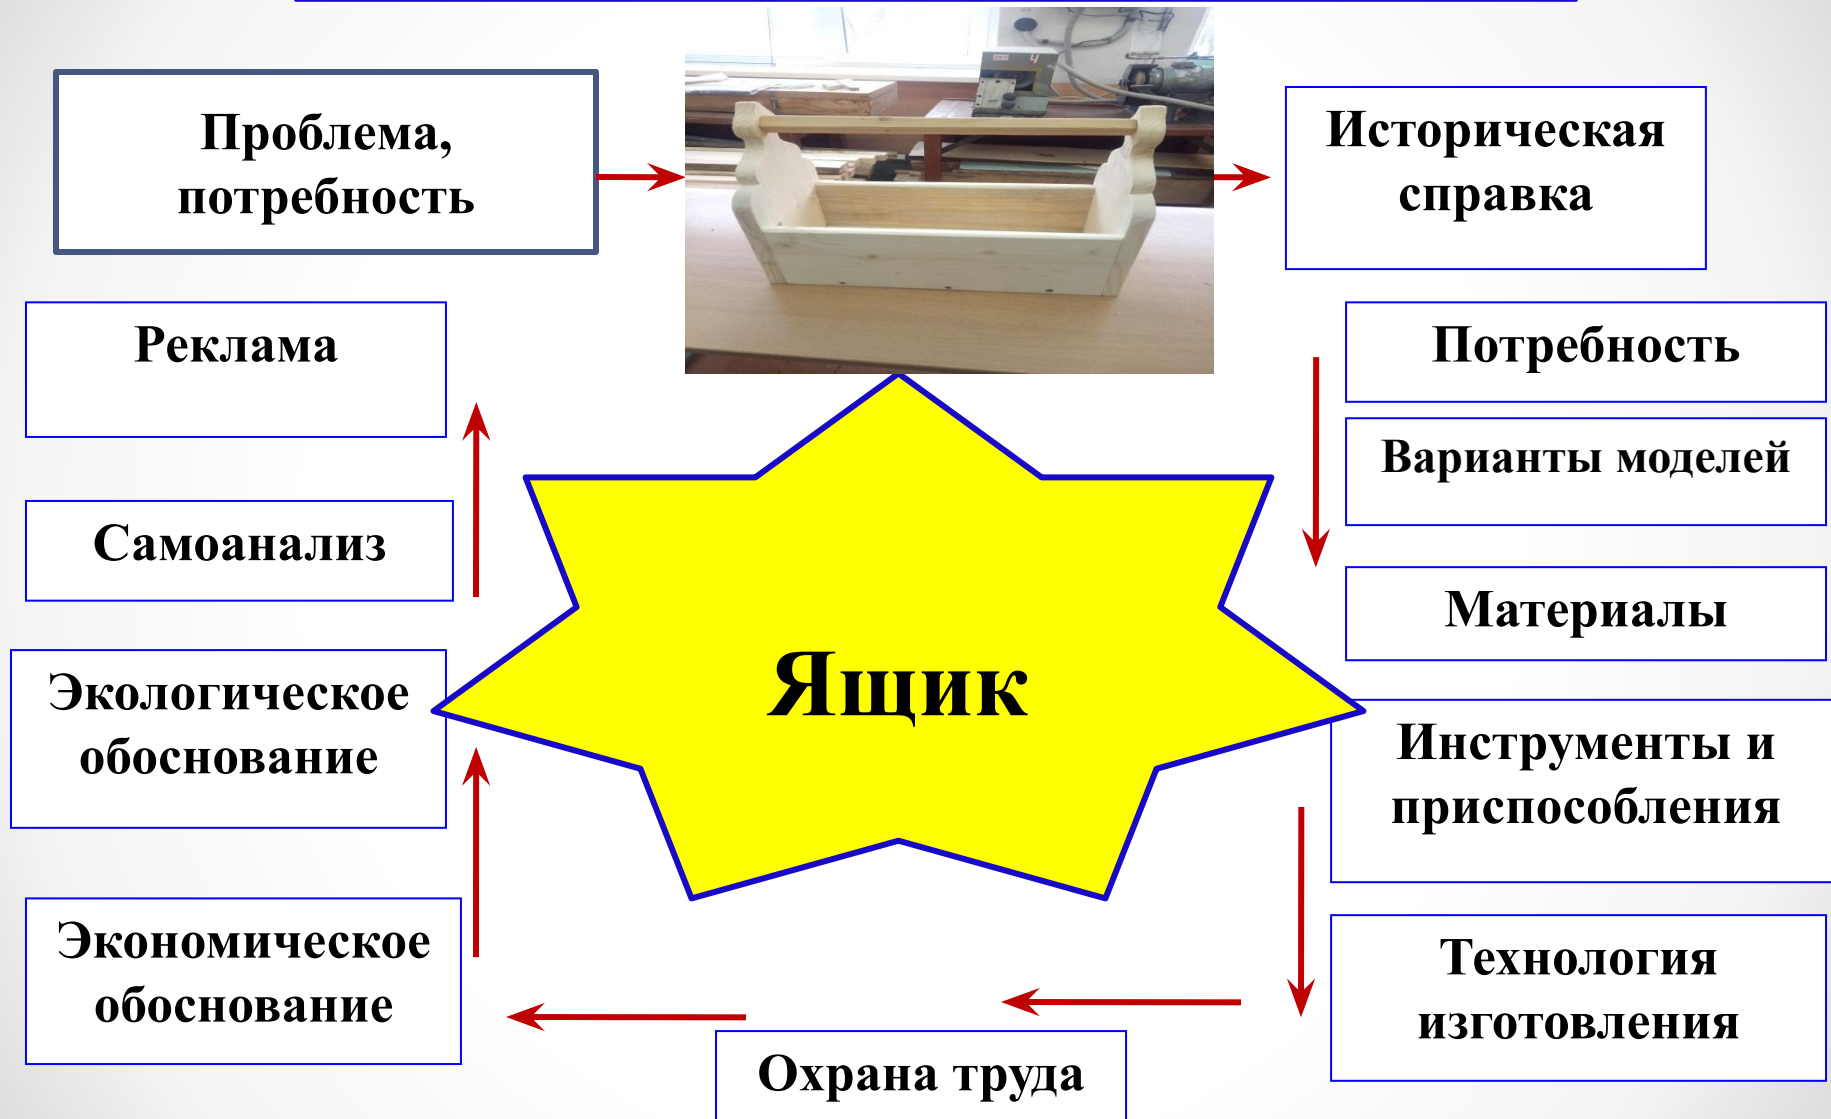 Проблема,
потребность
Историческая
справка
Потребность
Варианты моделей
Материалы
Инструменты и
приспособления
Технология
изготовления
Охрана труда
Экономическое
обоснование
Экологическое
обоснование
Самоанализ
Реклама
Ящик
4